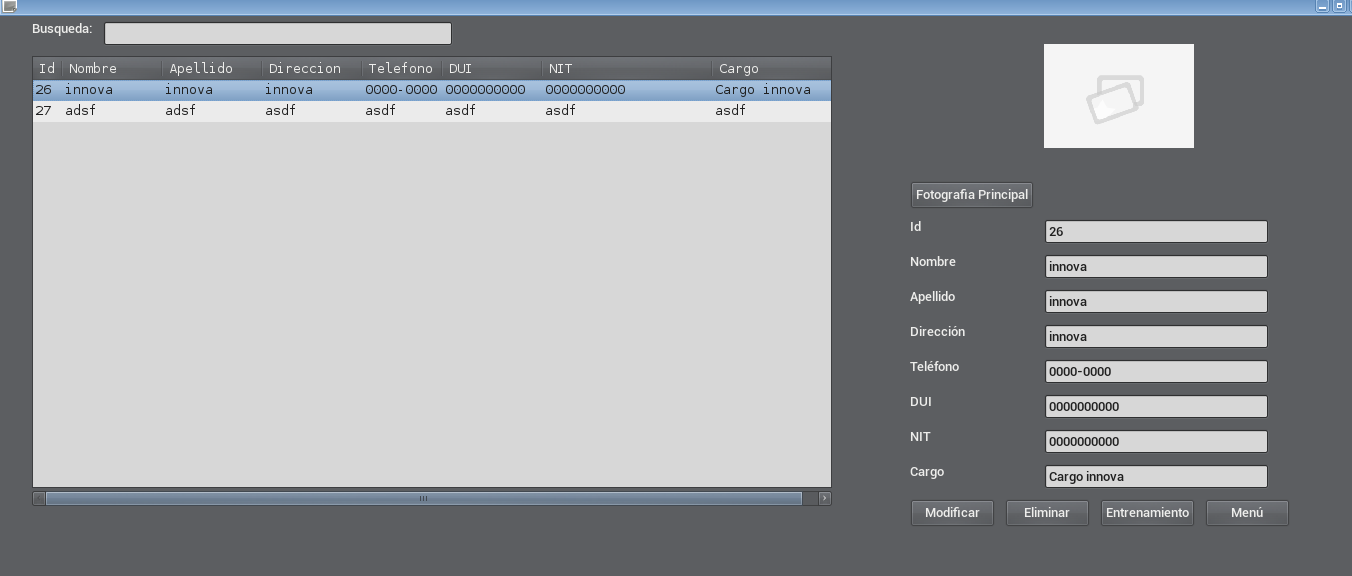 Busqueda:
Id Nombre Apellido Direccion Telefono DUI NIT Cargo
26 innova innova innova 0000-0000 0000000000 0000000000 Cargo innova
27 adsf adsf asdf asdf asdf asdf asdf
Fotografia Principal
Id 26
Nombre innova
Apellido innova
Dirección innova
Teléfono 0000-0000
DUI 0000000000
NIT 0000000000
Cargo Cargo innova
Modificar Eliminar Entrenamiento Menú